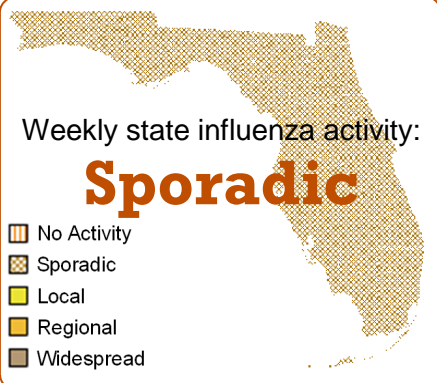 Weekly state influenza activity:
Sporadic
No Activity
Sporadic
Local
Regional
Widespread